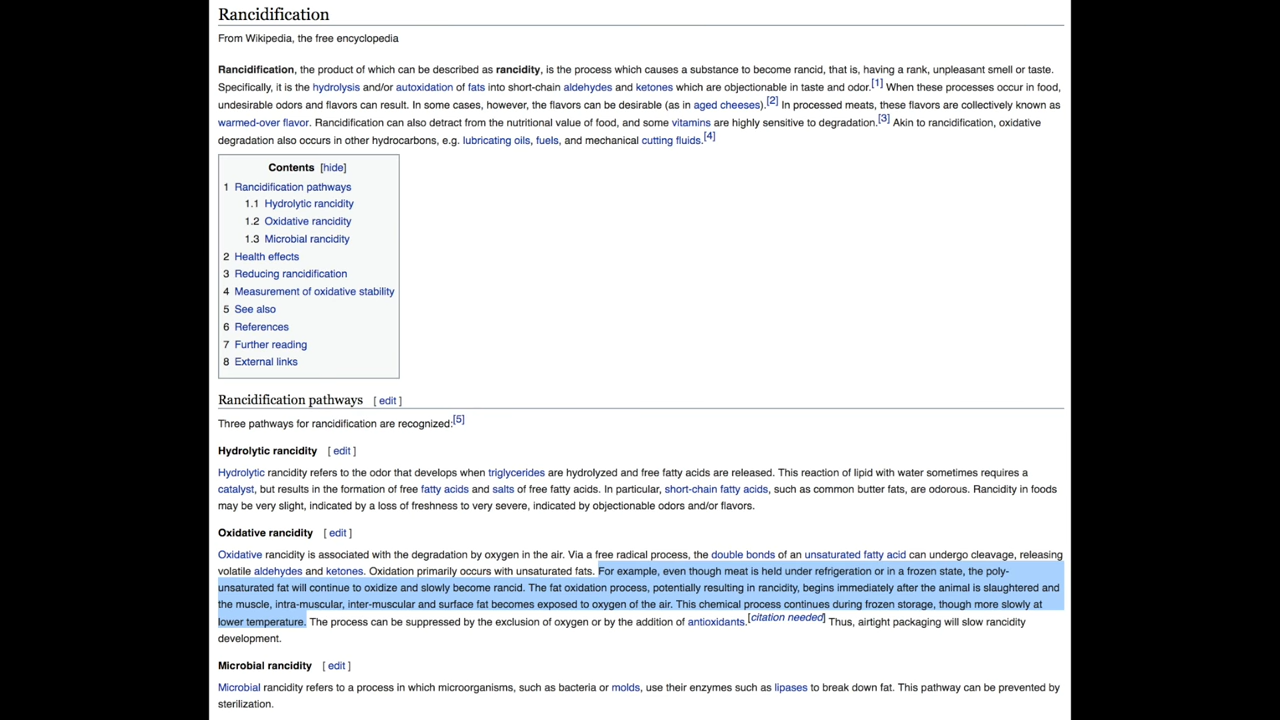 Rancidification
From Wikipedia, the free encyclopedia
Rancidification, the product of which can be described as rancidity, is the process which causes a substance to become rancid, that is, having a rank, unpleasant smell or taste.
Specifically, it is the hydrolysis and/or autoxidation of fats into short-chain aldehydes and ketones which are objectionable in taste and odor.[1] When these processes occur in food,
undesirable odors and flavors can result. In some cases, however, the flavors can be desirable (as in aged cheeses).[2] In processed meats, these flavors are collectively known as
warmed-over flavor. Rancidification can also detract from the nutritional value of food, and some vitamins are highly sensitive to degradation.[3] Akin to rancidification, oxidative
degradation also occurs in other hydrocarbons, e.g. lubricating oils, fuels, and mechanical cutting fluids.[4]
Contents [hide]
1 Rancidification pathways
1.1 Hydrolytic rancidity
1.2 Oxidative rancidity
1.3 Microbial rancidity
2 Health effects
3 Reducing rancidification
4 Measurement of oxidative stability
5 See also
6 References
7 Further reading
8 External links
Rancidification pathways [ edit ]
Three pathways for rancidification are recognized:[5]
Hydrolytic rancidity [ edit ]
Hydrolytic rancidity refers to the odor that develops when triglycerides are hydrolyzed and free fatty acids are released. This reaction of lipid with water sometimes requires a
catalyst, but results in the formation of free fatty acids and salts of free fatty acids. In particular, short-chain fatty acids, such as common butter fats, are odorous. Rancidity in foods
may be very slight, indicated by a loss of freshness to very severe, indicated by objectionable odors and/or flavors.
Oxidative rancidity [ edit ]
Oxidative rancidity is associated with the degradation by oxygen in the air. Via a free radical process, the double bonds of an unsaturated fatty acid can undergo cleavage, releasing
volatile aldehydes and ketones. Oxidation primarily occurs with unsaturated fats. For example, even though meat is held under refrigeration or in a frozen state, the poly-
unsaturated fat will continue to oxidize and slowly become rancid. The fat oxidation process, potentially resulting in rancidity, begins immediately after the animal is slaughtered and
the muscle, intra-muscular, inter-muscular and surface fat becomes exposed to oxygen of the air. This chemical process continues during frozen storage, though more slowly at
lower temperature. The process can be suppressed by the exclusion of oxygen or by the addition of antioxidants.[citation needed] Thus, airtight packaging will slow rancidity
development.
Microbial rancidity [ edit ]
Microbial rancidity refers to a process in which microorganisms, such as bacteria or molds, use their enzymes such as lipases to break down fat. This pathway can be prevented by
sterilization.